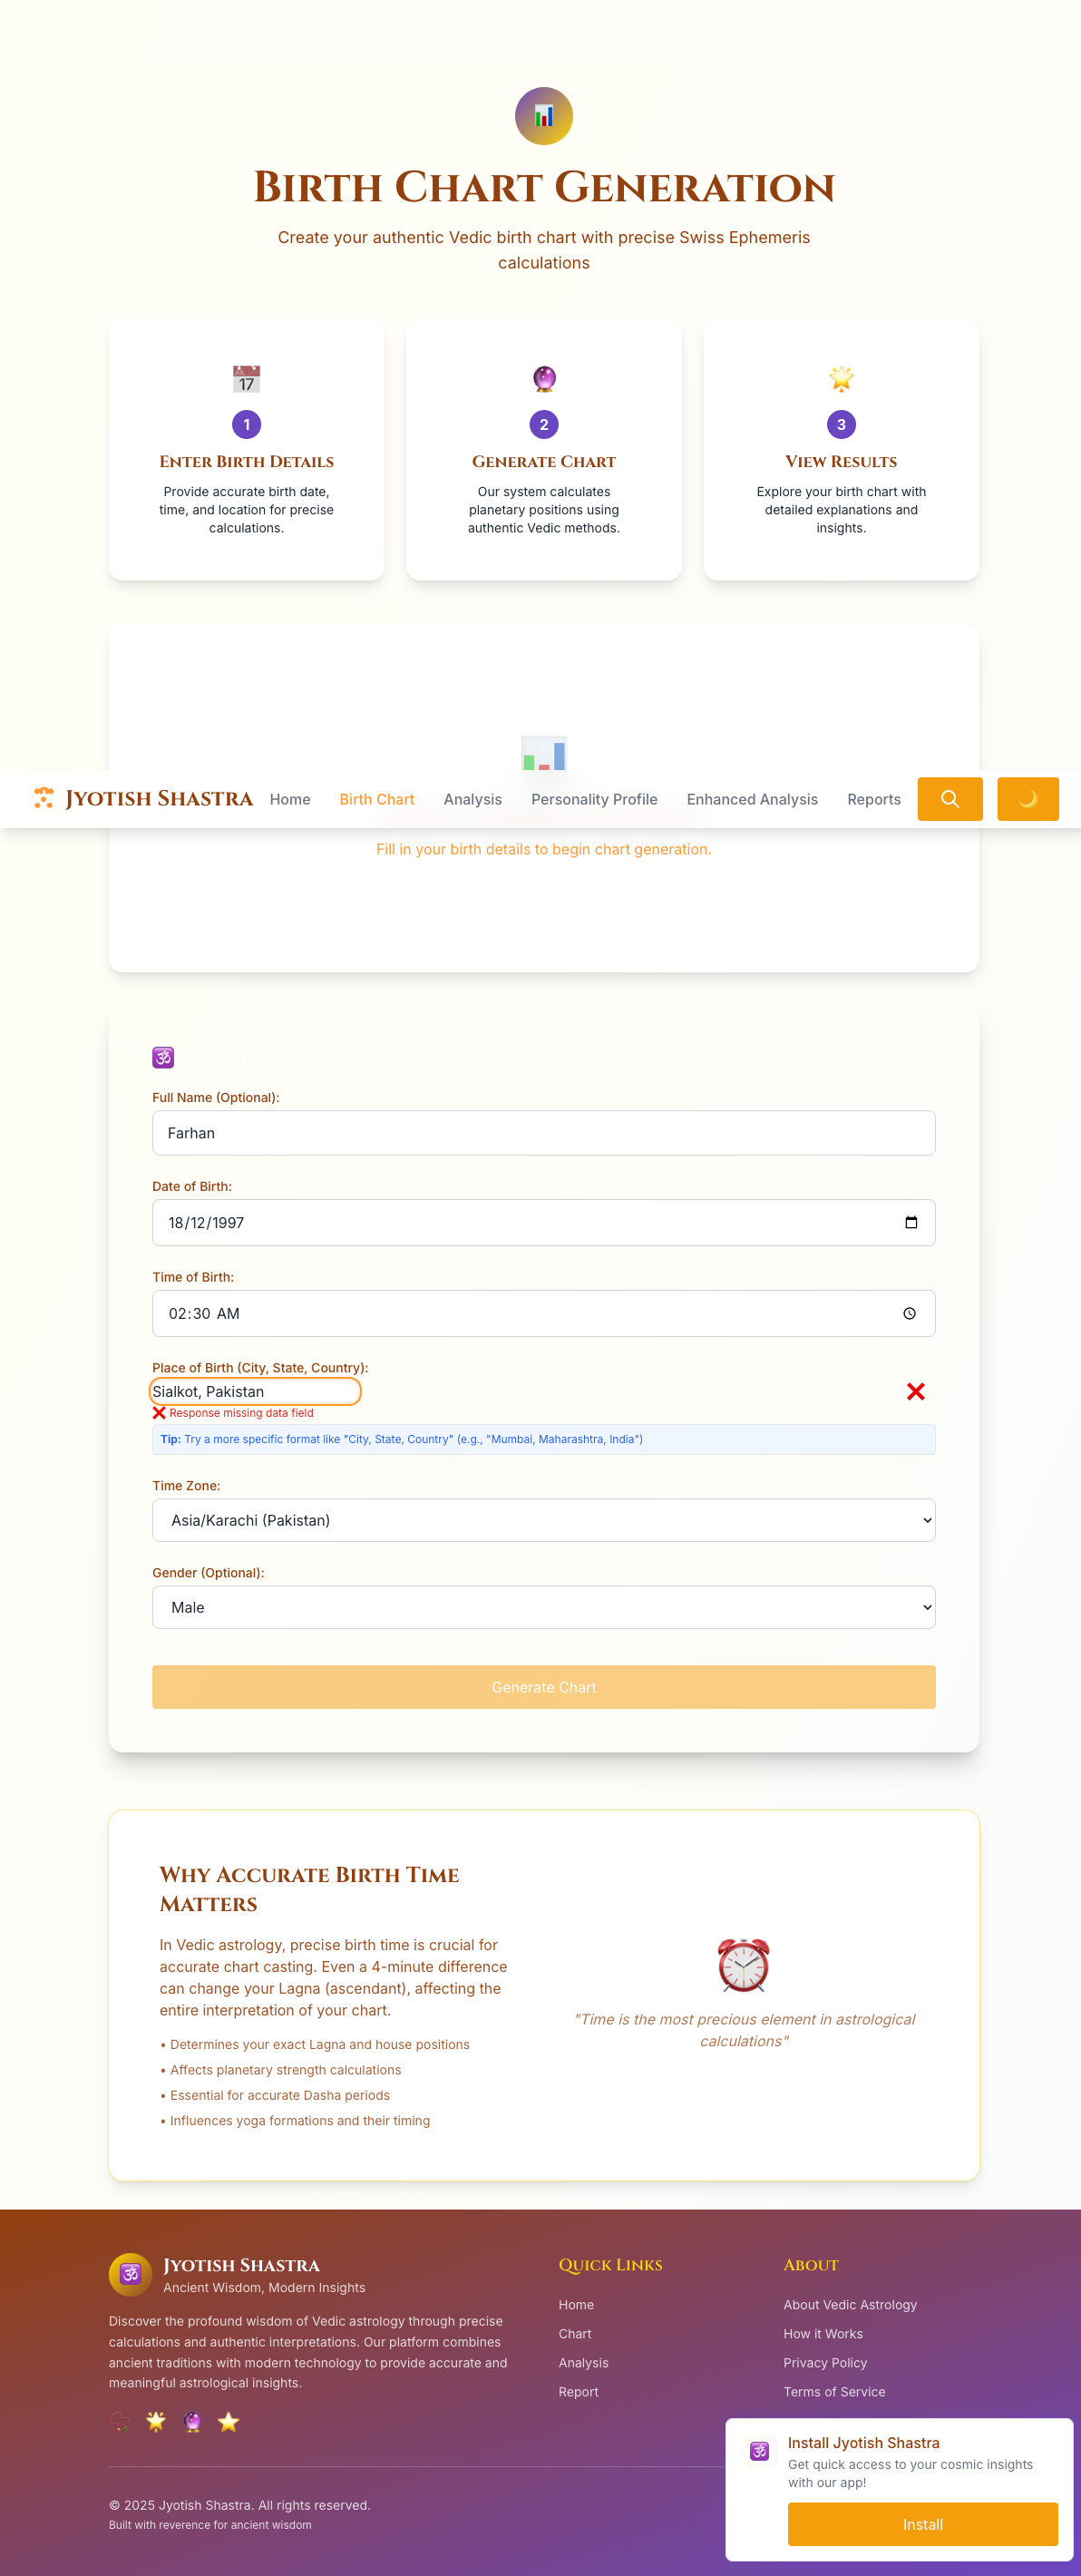 Birth Chart Generation
Create your authentic Vedic birth chart with precise Swiss Ephemeris
calculations
17
1
Enter Birth Details
Provide accurate birth date,
time, and location for precise
calculations.
2
Generate Chart
Our system calculates
planetary positions using
authentic Vedic methods.
3
View Results
Explore your birth chart with
detailed explanations and
insights.
Jyotish Shastra
Home
Birth Chart
Analysis
Personality Profile
Enhanced Analysis
Reports
Fill in your birth details to begin chart generation.
🕉
Full Name (Optional):
Farhan
Date of Birth:
18/12/1997
Time of Birth:
02:30 AM
Place of Birth (City, State, Country):
Sialkot, Pakistan
❌ Response missing data field
Tip: Try a more specific format like "City, State, Country" (e.g., "Mumbai, Maharashtra, India")
Time Zone:
Asia/Karachi (Pakistan)
Gender (Optional):
Male
Generate Chart
Why Accurate Birth Time
Matters
In Vedic astrology, precise birth time is crucial for
accurate chart casting. Even a 4-minute difference
can change your Lagna (ascendant), affecting the
entire interpretation of your chart.
• Determines your exact Lagna and house positions
• Affects planetary strength calculations
• Essential for accurate Dasha periods
• Influences yoga formations and their timing
"Time is the most precious element in astrological
calculations"
🕉
Jyotish Shastra
Ancient Wisdom, Modern Insights
Discover the profound wisdom of Vedic astrology through precise
calculations and authentic interpretations. Our platform combines
ancient traditions with modern technology to provide accurate and
meaningful astrological insights.
Quick Links
Home
Chart
Analysis
Report
About
About Vedic Astrology
How it Works
Privacy Policy
Terms of Service
© 2025 Jyotish Shastra. All rights reserved.
Built with reverence for ancient wisdom
🕉
Install Jyotish Shastra
Get quick access to your cosmic insights
with our app!
Install